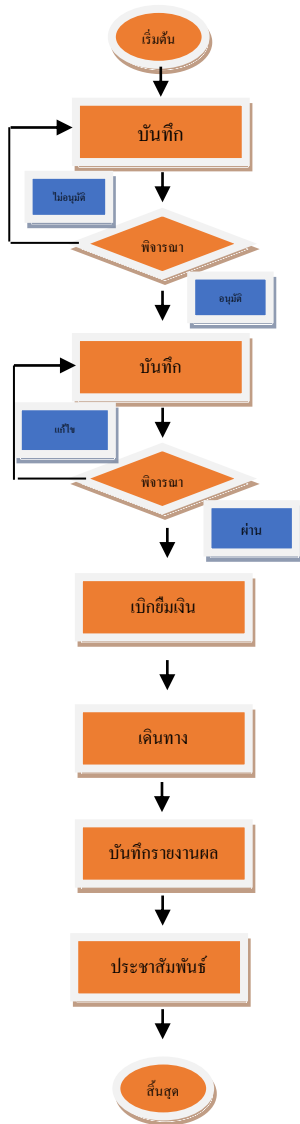 เริ่มต้น
บันทึก
ไม่อนุมัติ
พิจารณา
อนุมัติ
บันทึก
แก้ไข
พิจารณา
ผ่าน
เบิกยืมเงิน
เดินทาง
บันทึกรายงานผล
ประชาสัมพันธ์
สิ้นสุด